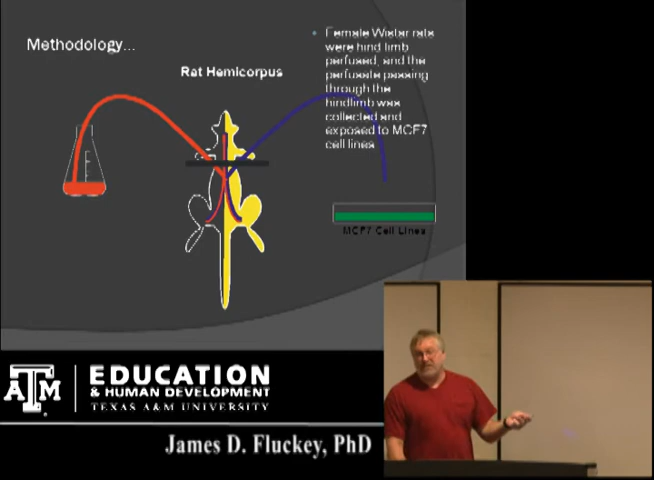 Methodology...
Rat Hemicorpus
• Female Wistar rats
were hind limb
perfused, and the
perfusate passing
through the
hindlimb was
collected and
exposed to MCF7
cell lines
MCF7 Cell Lines
ATM
EDUCATION
& HUMAN DEVELOPMENT
TEXAS A&M UNIVERSITY
James D. Fluckey, PhD